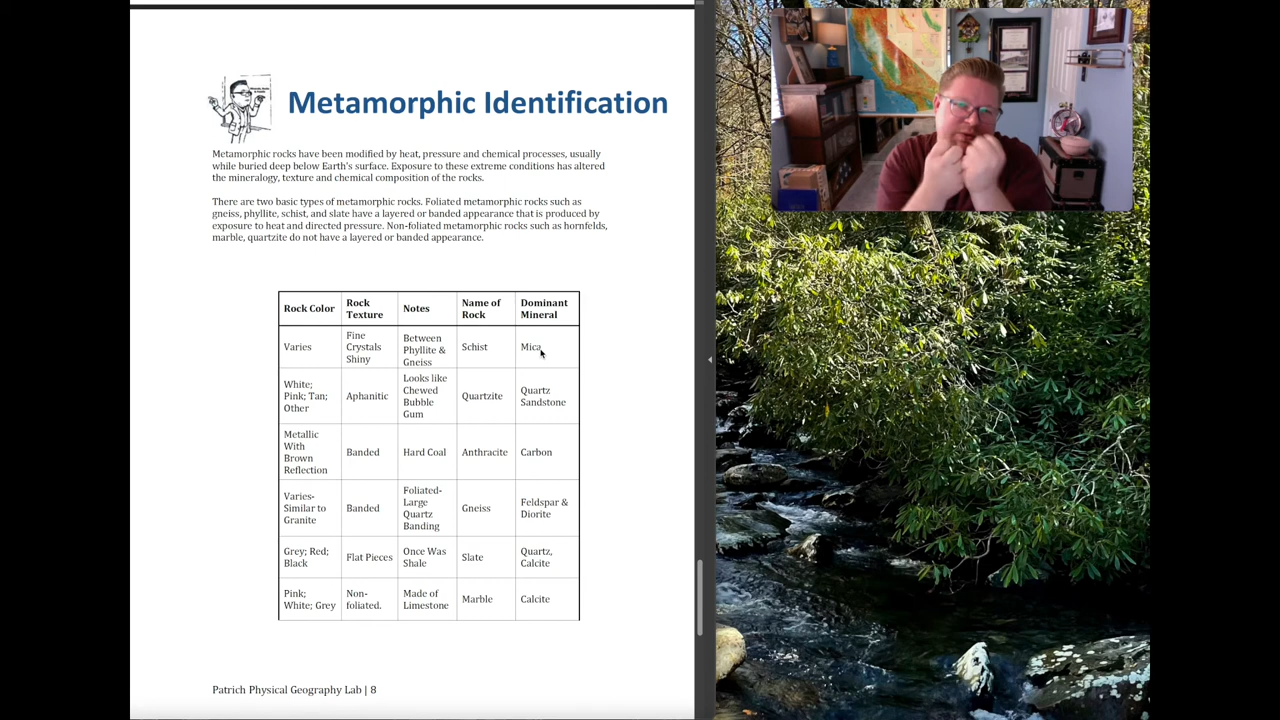 Metamorphic Identification
Metamorphic rocks have been modified by heat, pressure and chemical processes, usually
while buried deep below Earth's surface. Exposure to these extreme conditions has altered
the mineralogy, texture and chemical composition of the rocks.
There are two basic types of metamorphic rocks. Foliated metamorphic rocks such as
gneiss, phyllite, schist, and slate have a layered or banded appearance that is produced by
exposure to heat and directed pressure. Non-foliated metamorphic rocks such as hornfels,
marble, quartzite do not have a layered or banded appearance.
Rock Color
Rock
Texture
Notes
Name of
Rock
Dominant
Mineral
Varies
Fine
Crystals
Shiny
Between
Phyllite &
Gneiss
Schist
Mica
White;
Pink; Tan;
Other
Aphanitic
Looks like
Chewed
Bubble
Gum
Quartzite
Quartz
Sandstone
Metallic
With
Brown
Reflection
Banded
Hard Coal
Anthracite
Carbon
Varies-
Similar to
Granite
Banded
Foliated-
Large
Quartz
Banding
Gneiss
Feldspar &
Diorite
Grey; Red;
Black
Flat Pieces
Once Was
Shale
Slate
Quartz,
Calcite
Pink;
White; Grey
Non-
foliated.
Made of
Limestone
Marble
Calcite
Patrich Physical Geography Lab | 8